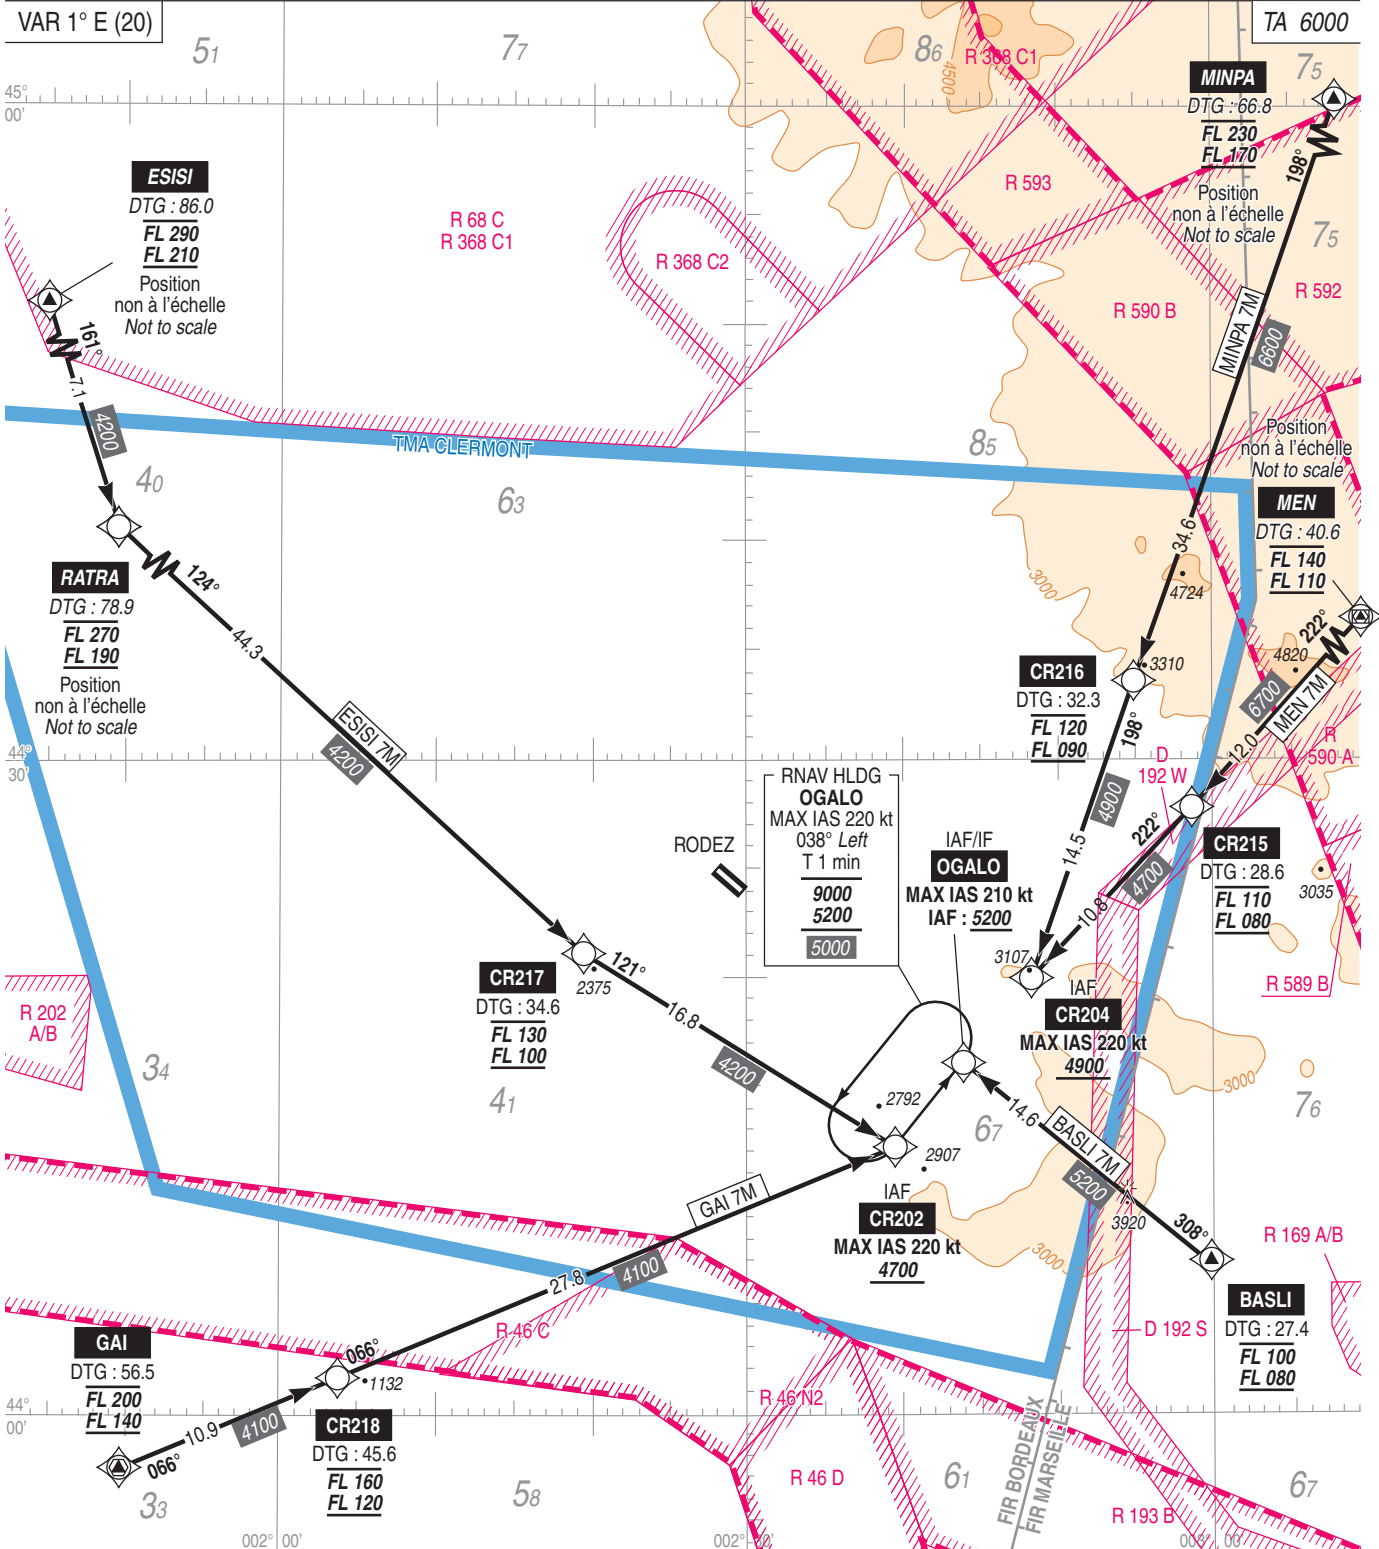 VAR 1° E (20)
TA 6000
5₁
7₇
8₆
4500
R 368 C1
7₅
45°
00'
MINPA
DTG : 66.8
FL 230
FL 170
198°
Position
non à l'échelle
Not to scale
7₅
ESISI
DTG : 86.0
FL 290
FL 210
Position
non à l'échelle
Not to scale
R 68 C
R 368 C1
R 368 C2
R 593
R 590 B
R 592
MINPA 7M
6600
161°
7.1
4200
TMA CLERMONT
8₅
4₀
6₃
Position
non à l'échelle
Not to scale
MEN
DTG : 40.6
FL 140
FL 110
34.6
3000
4724
RATRA
DTG : 78.9
FL 270
FL 190
Position
non à l'échelle
Not to scale
124°
44.3
222°
4820
6700
MEN 7M
12.0
R
590 A
3310
CR216
DTG : 32.3
FL 120
FL 090
198°
ESISI 7M
4200
44°
30'
D
192 W
4900
14.5
222°
4700
10.8
CR215
DTG : 28.6
FL 110
FL 080
3035
RNAV HLDG
OGALO
MAX IAS 220 kt
038° Left
T 1 min
9000
5200
5000
RODEZ
IAF/IF
OGALO
MAX IAS 210 kt
IAF : 5200
3107
IAF
CR204
MAX IAS 220 kt
4900
R 589 B
CR217
DTG : 34.6
FL 130
FL 100
121°
2375
16.8
4200
R 202
A/B
3₄
4₁
2792
2907
6₇
14.6
BASLI 7M
5200
3920
308°
3000
7₆
IAF
CR202
MAX IAS 220 kt
4700
3000
GAI 7M
4100
27.8
R 169 A/B
BASLI
DTG : 27.4
FL 100
FL 080
D 192 S
R 46 C
GAI
DTG : 56.5
FL 200
FL 140
066°
1132
CR218
DTG : 45.6
FL 160
FL 120
10.9
4100
066°
44°
00'
R 46 N2
R 46 D
FIR BORDEAUX
FIR MARSEILLE
R 193 B
3₃
5₈
6₁
6₇
002° 00'
002° 30'
003° 00'